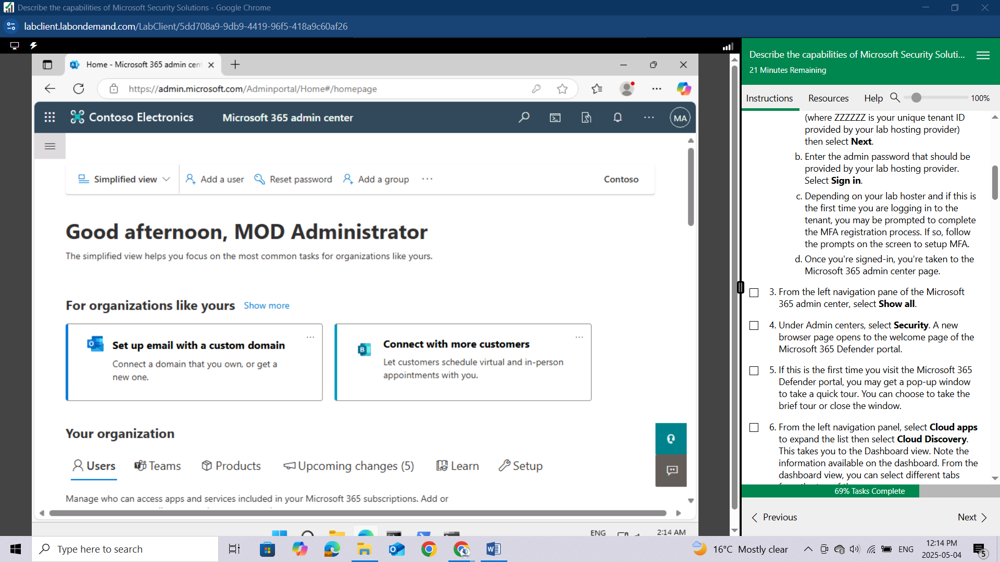 Describe the capabilities of Microsoft Security Solutions - Google Chrome
labclient.labondemand.com/LabClient/5dd708a9-9db9-4419-96f5-418a9c60af26
Home - Microsoft 365 admin cen
https://admin.microsoft.com/Adminportal/Home#/homepage
Contoso Electronics
Microsoft 365 admin center
MA
Simplified view
Add a user
Reset password
Add a group
Contoso
Good afternoon, MOD Administrator
The simplified view helps you focus on the most common tasks for organizations like yours.
For organizations like yours
Show more
Set up email with a custom domain
Connect a domain that you own, or get a
new one.
Connect with more customers
Let customers schedule virtual and in-person
appointments with you.
Your organization
Users
Teams
Products
Upcoming changes (5)
Learn
Setup
Manage who can access apps and services included in your Microsoft 365 subscriptions. Add or
ENG
2:14 AM
Describe the capabilities of Microsoft Security Soluti...
21 Minutes Remaining
Instructions
Resources
Help
100%
(where ZZZZZZ is your unique tenant ID
provided by your lab hosting provider)
then select Next.
b. Enter the admin password that should be
provided by your lab hosting provider.
Select Sign in.
c. Depending on your lab hoster and if this is
the first time you are logging in to the
tenant, you may be prompted to complete
the MFA registration process. If so, follow
the prompts on the screen to setup MFA.
d. Once you're signed-in, you're taken to the
Microsoft 365 admin center page.
3. From the left navigation pane of the Microsoft
365 admin center, select Show all.
4. Under Admin centers, select Security. A new
browser page opens to the welcome page of the
Microsoft 365 Defender portal.
5. If this is the first time you visit the Microsoft 365
Defender portal, you may get a pop-up window
to take a quick tour. You can choose to take the
brief tour or close the window.
6. From the left navigation panel, select Cloud apps
to expand the list then select Cloud Discovery.
This takes you to the Dashboard view. Note the
information available on the dashboard. From the
dashboard view, you can select different tabs
69% Tasks Complete
Previous
Next
Type here to search
16°C Mostly clear
ENG
12:14 PM
2025-05-04
5